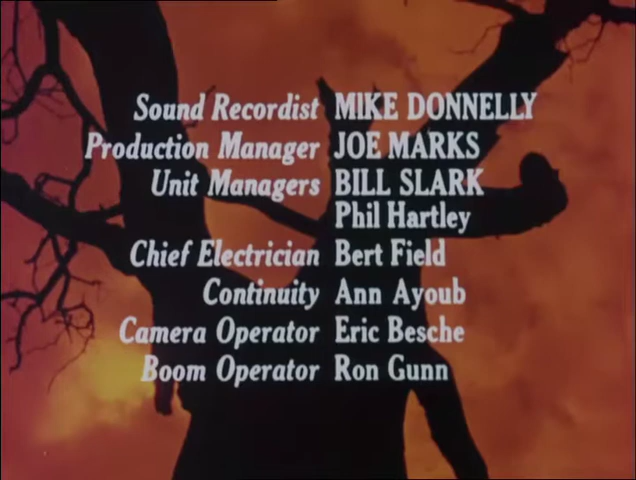 Sound Recordist MIKE DONNELLY
Production Manager JOE MARKS
Unit Managers BILL SLARK
Phil Hartley
Chief Electrician Bert Field
Continuity Ann Ayoub
Camera Operator Eric Besche
Boom Operator Ron Gunn